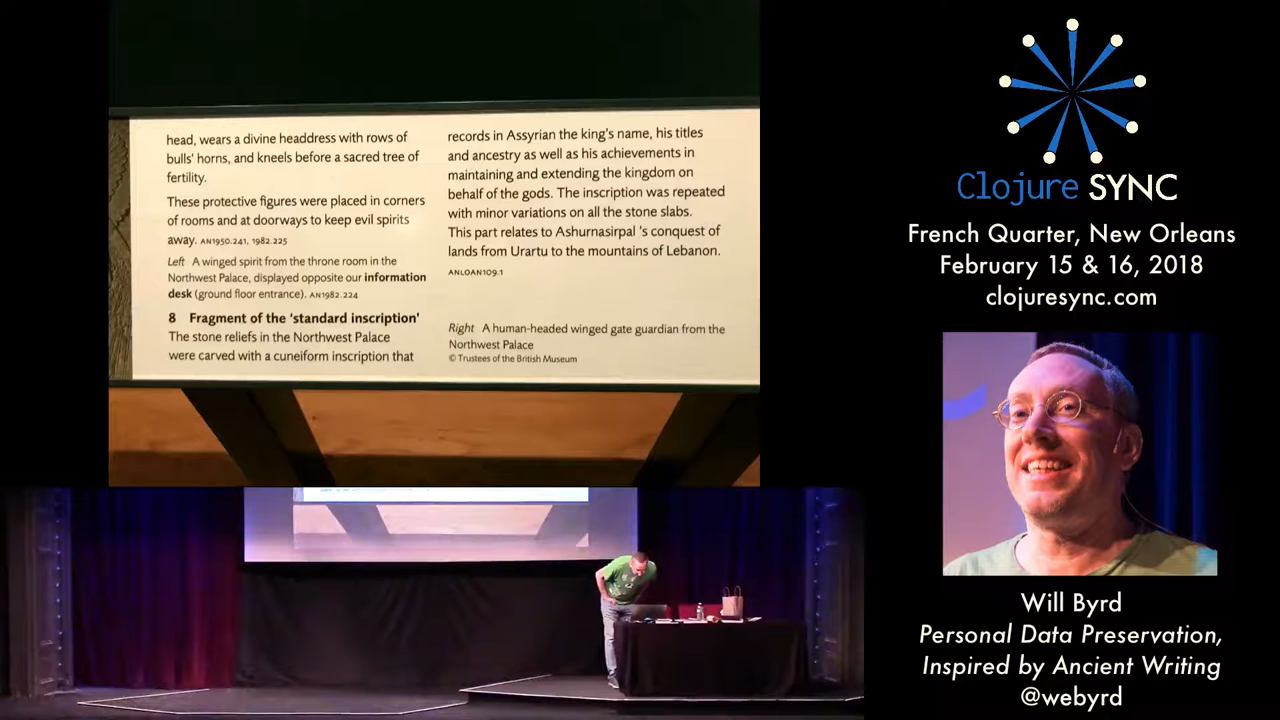 head, wears a divine headdress with rows of
bulls' horns, and kneels before a sacred tree of
fertility.
These protective figures were placed in corners
of rooms and at doorways to keep evil spirits
away. AN1950.241, 1982.225
Left A winged spirit from the throne room in the
Northwest Palace, displayed opposite our information
desk (ground floor entrance). AN1982.224
8 Fragment of the 'standard inscription'
The stone reliefs in the Northwest Palace
were carved with a cuneiform inscription that
records in Assyrian the king's name, his titles
and ancestry as well as his achievements in
maintaining and extending the kingdom on
behalf of the gods. The inscription was repeated
with minor variations on all the stone slabs.
This part relates to Ashurnasirpal 's conquest of
lands from Urartu to the mountains of Lebanon.
ANLOAN109.1
Right A human-headed winged gate guardian from the
Northwest Palace
© Trustees of the British Museum
Clojure SYNC
French Quarter, New Orleans
February 15 & 16, 2018
clojuresync.com
Will Byrd
Personal Data Preservation,
Inspired by Ancient Writing
@webyrd